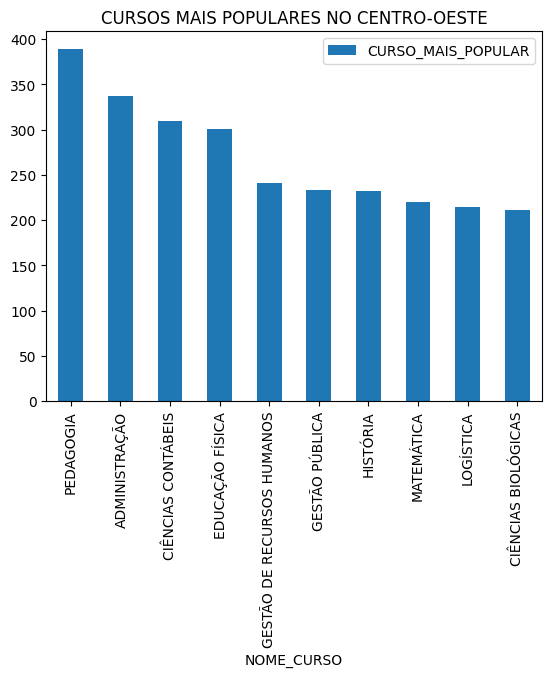 CURSOS MAIS POPULARES NO CENTRO-OESTE
CURSO_MAIS_POPULAR
400
350
300
250
200
150
100
50
0
PEDAGOGIA
ADMINISTRAÇÃO
CIÊNCIAS CONTÁBEIS
EDUCAÇÃO FÍSICA
GESTÃO DE RECURSOS HUMANOS
GESTÃO PÚBLICA
HISTÓRIA
MATEMÁTICA
LOGÍSTICA
CIÊNCIAS BIOLÓGICAS
NOME_CURSO